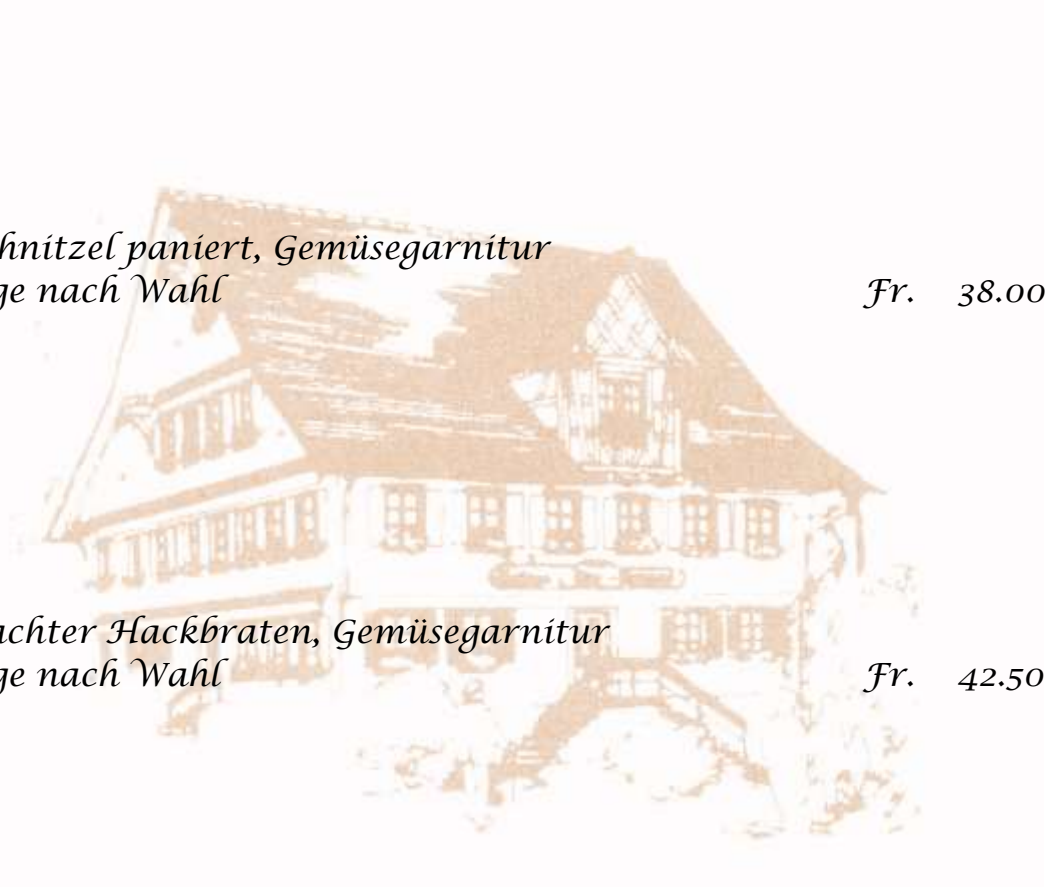 hnitzel paniert, Gemüsegarnitur
ge nach Wahl Fr. 38.00
achter Hackbraten, Gemüsegarnitur
ge nach Wahl Fr. 42.50